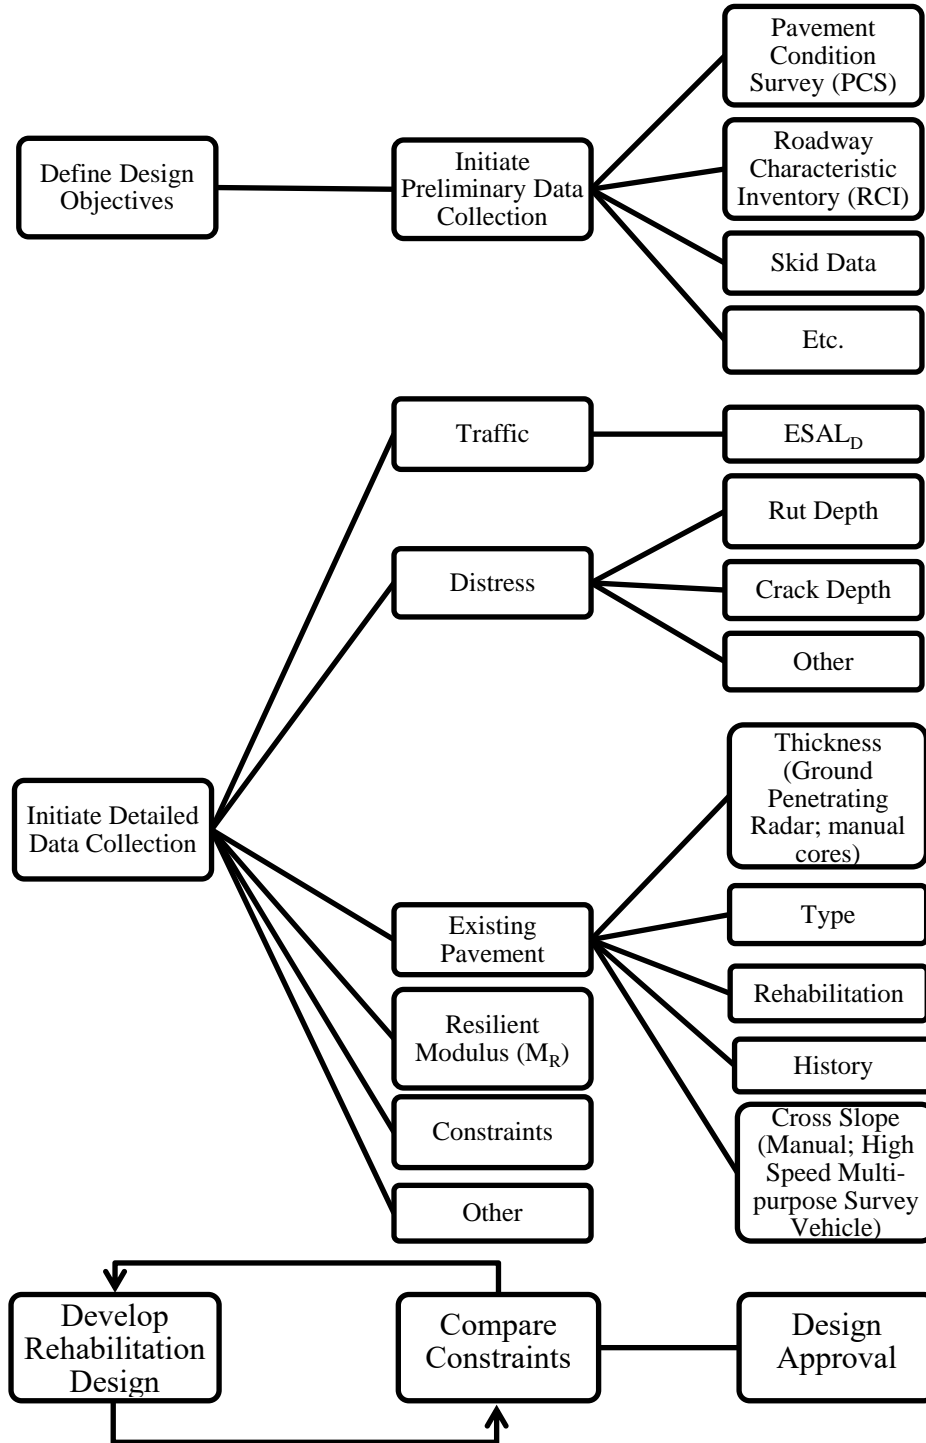 Define Design
Objectives
Initiate
Preliminary Data
Collection
Pavement
Condition
Survey (PCS)
Roadway
Characteristic
Inventory (RCI)
Skid Data
Etc.
Initiate Detailed
Data Collection
Traffic
ESAL_D
Distress
Rut Depth
Crack Depth
Other
Existing
Pavement
Thickness
(Ground
Penetrating
Radar; manual
cores)
Type
Rehabilitation
History
Cross Slope
(Manual; High
Speed Multi-
purpose Survey
Vehicle)
Resilient
Modulus (M_R)
Constraints
Other
Develop
Rehabilitation
Design
Compare
Constraints
Design
Approval